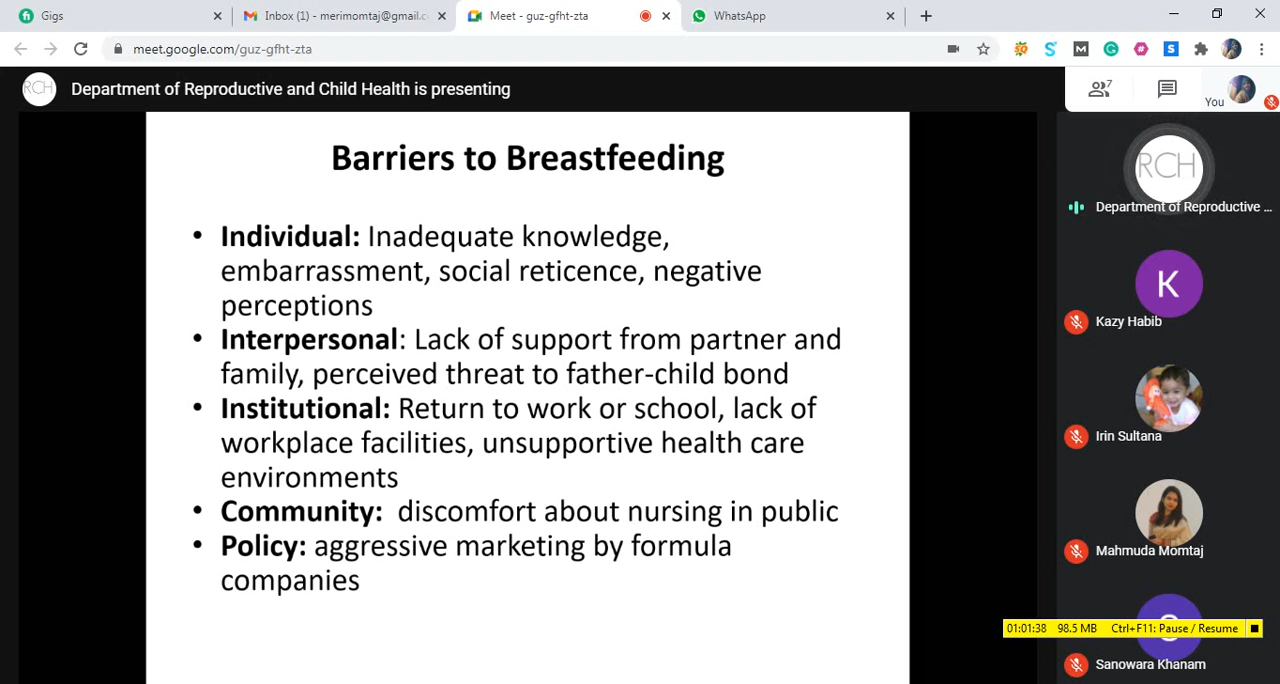 Gigs
Inbox (1) - merimomtaj@gmail.c
Meet - guz-gfht-zta
WhatsApp
meet.google.com/guz-gfht-zta
RCH
Department of Reproductive and Child Health is presenting
7
You
Barriers to Breastfeeding
• Individual: Inadequate knowledge,
embarrassment, social reticence, negative
perceptions
• Interpersonal: Lack of support from partner and
family, perceived threat to father-child bond
• Institutional: Return to work or school, lack of
workplace facilities, unsupportive health care
environments
• Community: discomfort about nursing in public
• Policy: aggressive marketing by formula
companies
RCH
Department of Reproductive ...
K
Kazy Habib
Irin Sultana
Mahmuda Momtaj
01:01:38 98.5 MB Ctrl+F11: Pause / Resume
Sanowara Khanam